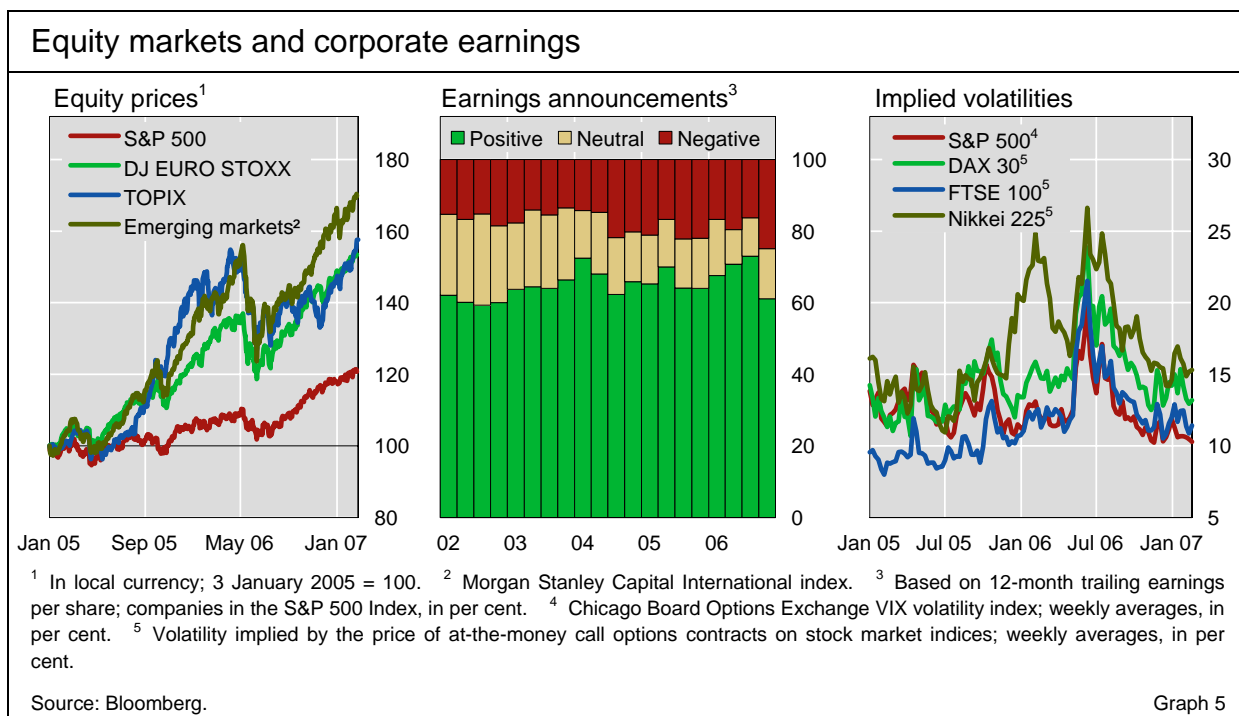 Equity markets and corporate earnings
Equity prices¹
S&P 500
DJ EURO STOXX
TOPIX
Emerging markets²
180
160
140
120
100
80
Jan 05 Sep 05 May 06 Jan 07
Earnings announcements³
Positive Neutral Negative
100
80
60
40
20
0
02 03 04 05 06
Implied volatilities
S&P 500⁴
DAX 30⁵
FTSE 100⁵
Nikkei 225⁵
30
25
20
15
10
5
Jan 05 Jul 05 Jan 06 Jul 06 Jan 07
¹ In local currency; 3 January 2005 = 100. ² Morgan Stanley Capital International index. ³ Based on 12-month trailing earnings
per share; companies in the S&P 500 Index, in per cent. ⁴ Chicago Board Options Exchange VIX volatility index; weekly averages, in
per cent. ⁵ Volatility implied by the price of at-the-money call options contracts on stock market indices; weekly averages, in per
cent.
Source: Bloomberg. Graph 5